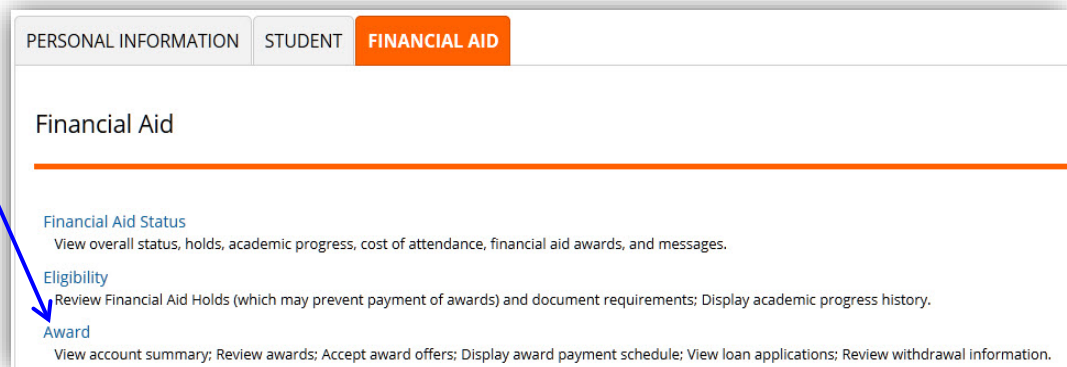 PERSONAL INFORMATION STUDENT FINANCIAL AID
Financial Aid
Financial Aid Status
View overall status, holds, academic progress, cost of attendance, financial aid awards, and messages.
Eligibility
Review Financial Aid Holds (which may prevent payment of awards) and document requirements; Display academic progress history.
Award
View account summary; Review awards; Accept award offers; Display award payment schedule; View loan applications; Review withdrawal information.